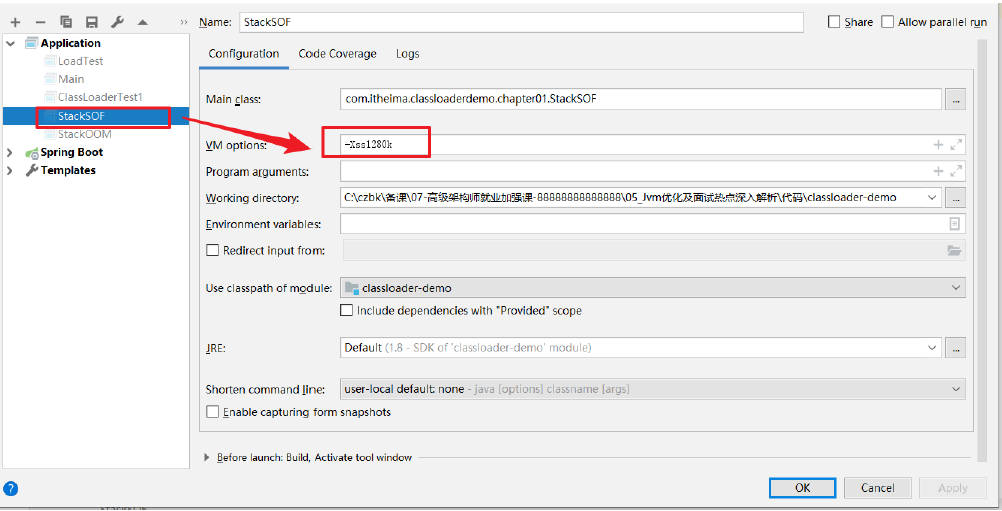 Name: StackSOF
Share
Allow parallel run
Application
LoadTest
Main
ClassLoaderTest1
StackSOF
StackOOM
Spring Boot
Templates
Configuration Code Coverage Logs
Main class: com.itheima.classloaderdemo.chapter01.StackSOF ...
VM options: -Xss1280k
Program arguments:
Working directory: C:\czbk\备课\07-高级架构师就业加强课-88888888888888\05_Jvm优化及面试热点深入解析\代码\classloader-demo ...
Environment variables:
Redirect input from:
Use classpath of module: classloader-demo
Include dependencies with "Provided" scope
JRE: Default (1.8 - SDK of 'classloader-demo' module) ...
Shorten command line: user-local default: none - java [options] classname [args]
Enable capturing form snapshots
Before launch: Build, Activate tool window
? OK Cancel Apply